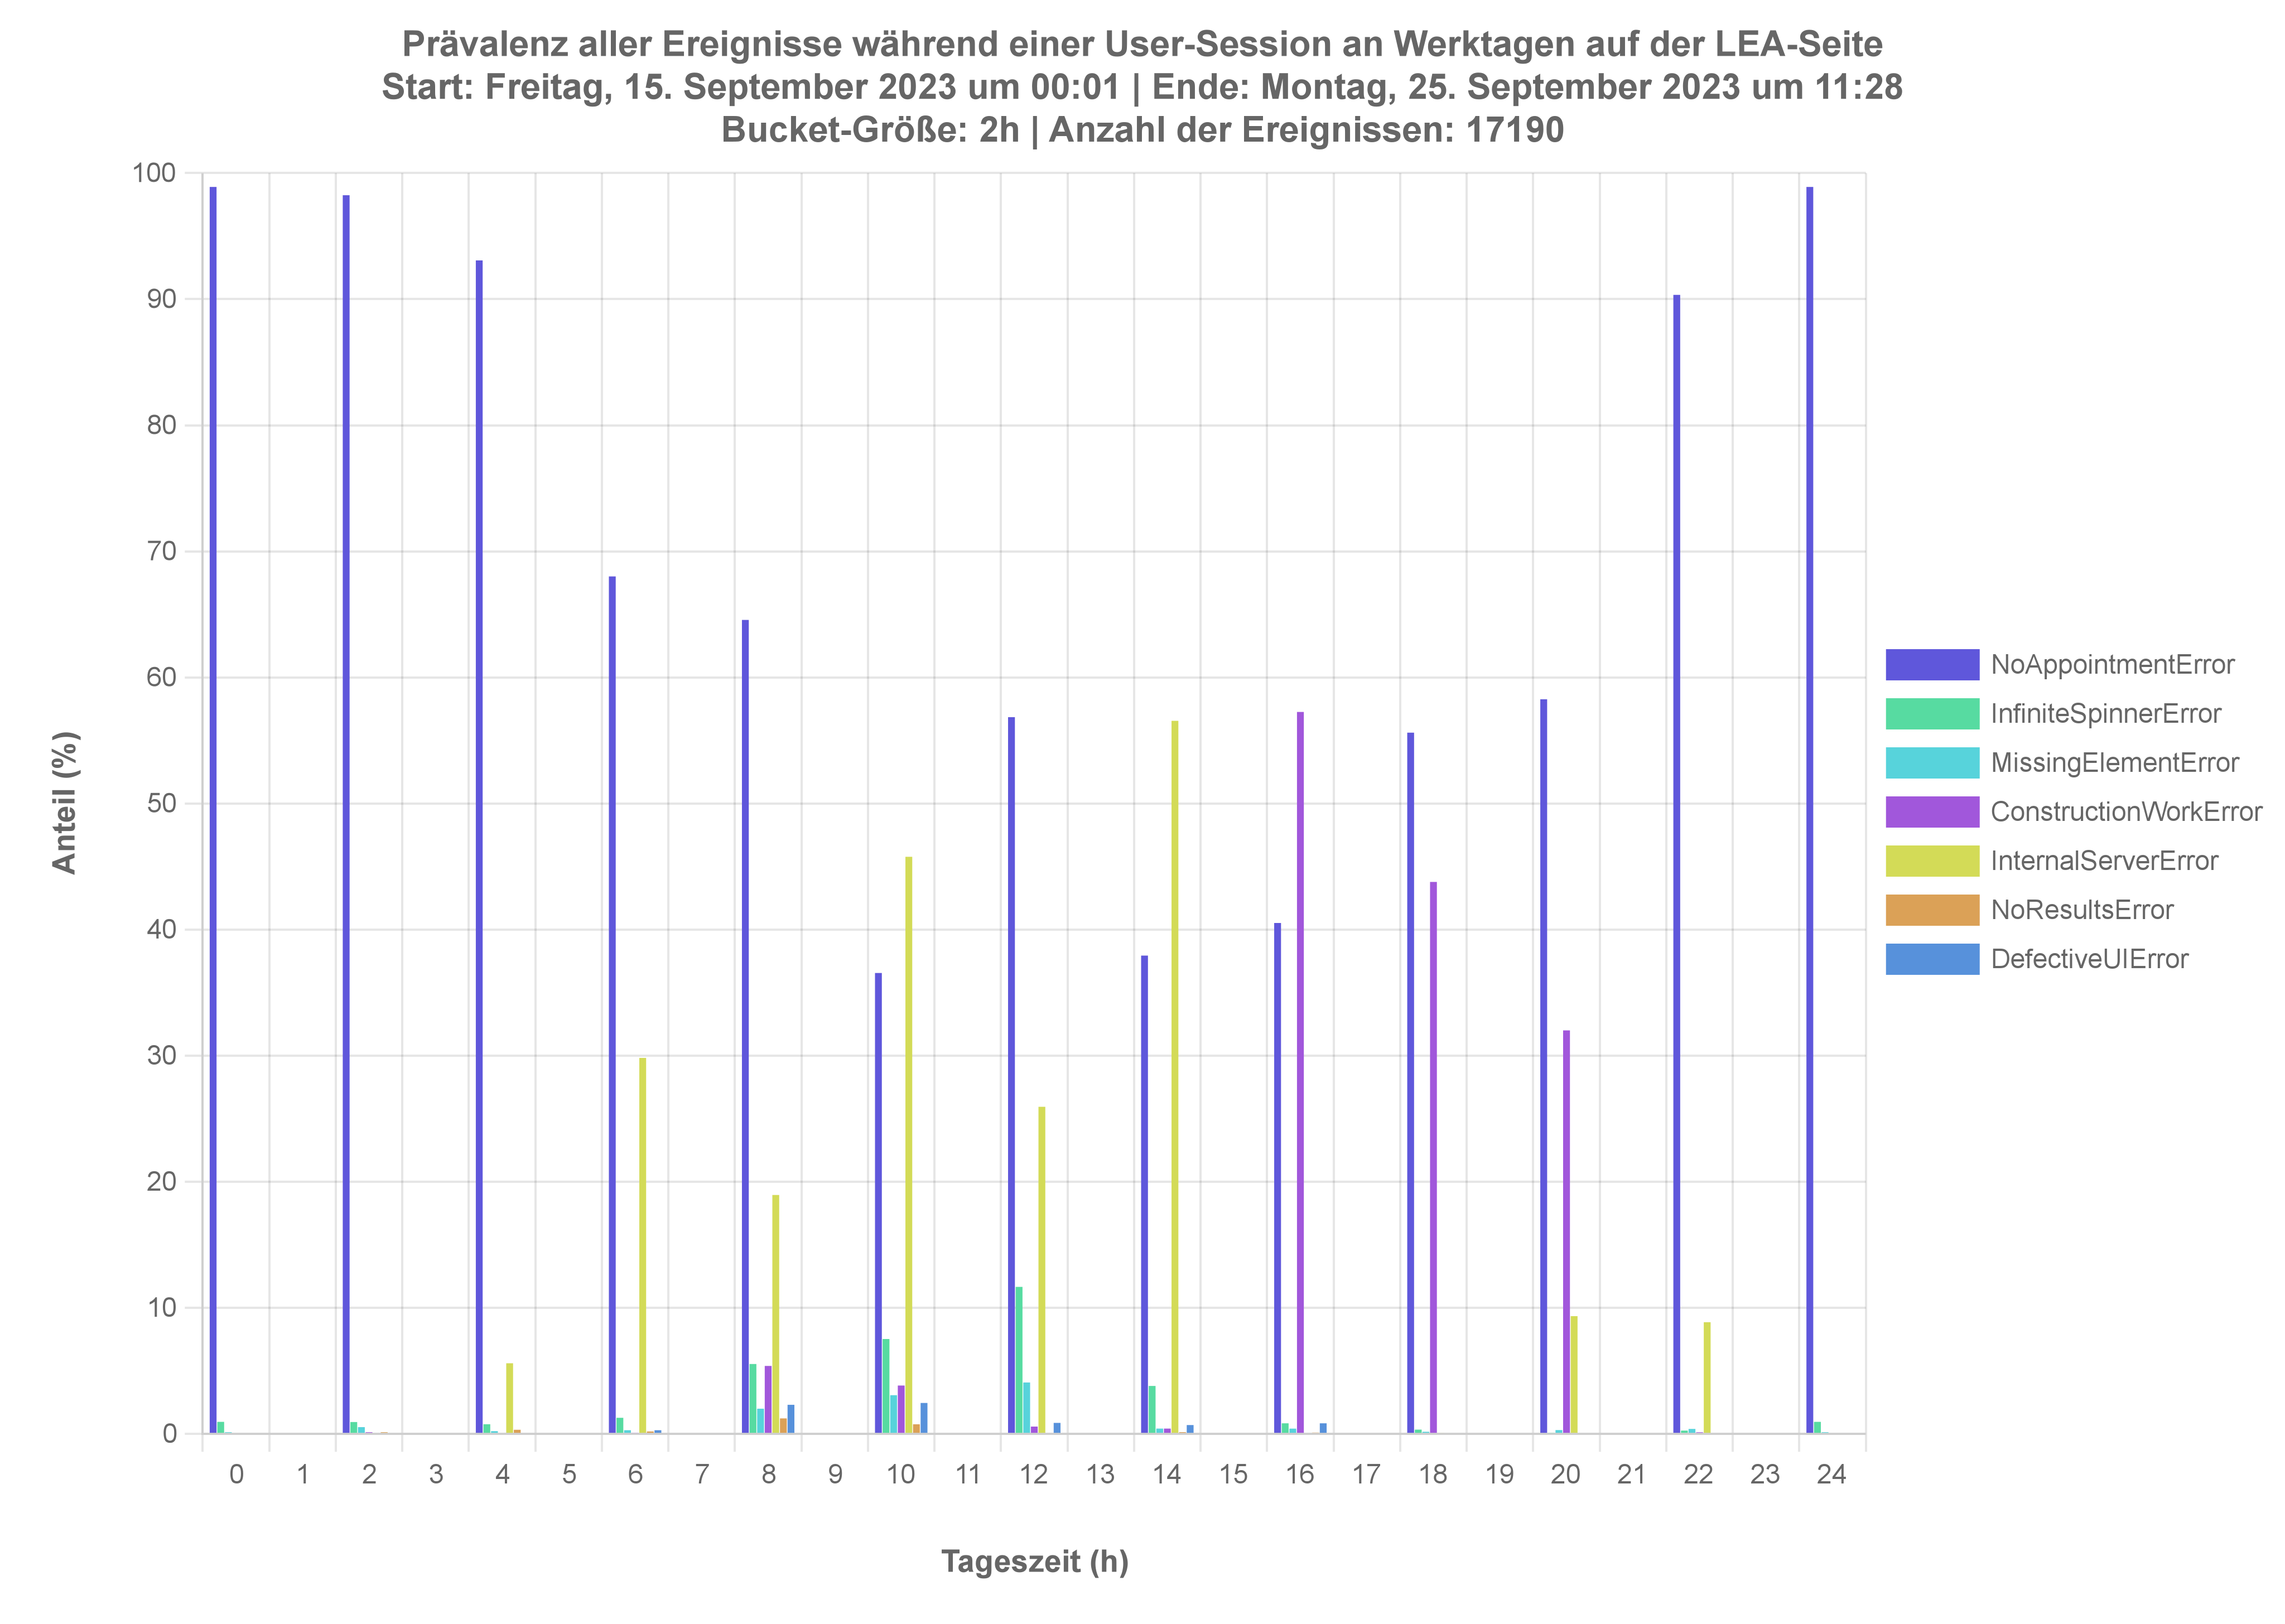 Prävalenz aller Ereignisse während einer User-Session an Werktagen auf der LEA-Seite
Start: Freitag, 15. September 2023 um 00:01 | Ende: Montag, 25. September 2023 um 11:28
Bucket-Größe: 2h | Anzahl der Ereignissen: 17190
Anteil (%)
100
90
80
70
60
50
40
30
20
10
0
0 1 2 3 4 5 6 7 8 9 10 11 12 13 14 15 16 17 18 19 20 21 22 23 24
Tageszeit (h)
NoAppointmentError
InfiniteSpinnerError
MissingElementError
ConstructionWorkError
InternalServerError
NoResultsError
DefectiveUIError